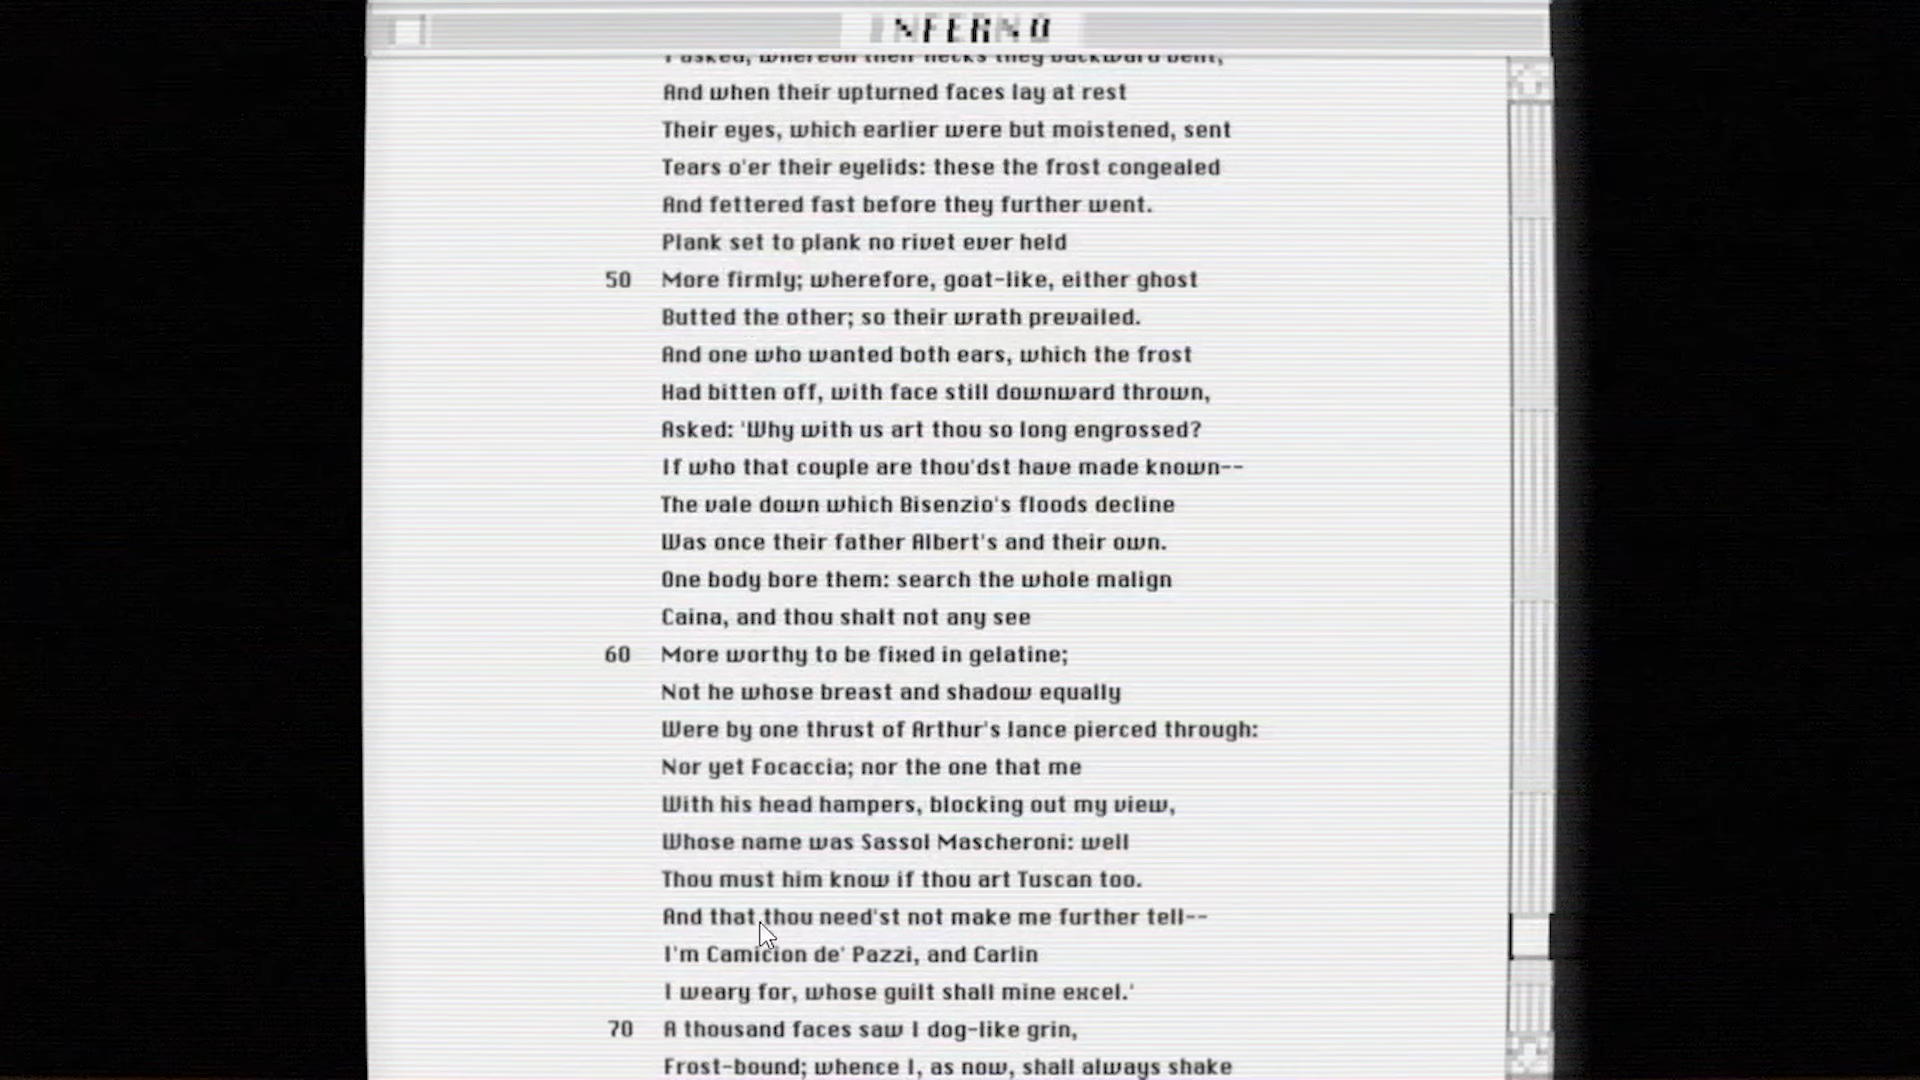 INFERNO
I asked, whereon their necks they backward bent,
And when their upturned faces lay at rest
Their eyes, which earlier were but moistened, sent
Tears o'er their eyelids: these the frost congealed
And fettered fast before they further went.
Plank set to plank no rivet ever held
50 More firmly; wherefore, goat-like, either ghost
Butted the other; so their wrath prevailed.
And one who wanted both ears, which the frost
Had bitten off, with face still downward thrown,
Asked: 'Why with us art thou so long engrossed?
If who that couple are thou'dst have made known--
The vale down which Bisenzio's floods decline
Was once their father Albert's and their own.
One body bore them: search the whole malign
Caina, and thou shalt not any see
60 More worthy to be fixed in gelatine;
Not he whose breast and shadow equally
Were by one thrust of Arthur's lance pierced through:
Nor yet Focaccia; nor the one that me
With his head hampers, blocking out my view,
Whose name was Sassol Mascheroni: well
Thou must him know if thou art Tuscan too.
And that thou need'st not make me further tell--
I'm Camicion de' Pazzi, and Carlin
I weary for, whose guilt shall mine excel.'
70 A thousand faces saw I dog-like grin,
Frost-bound; whence I, as now, shall always shake